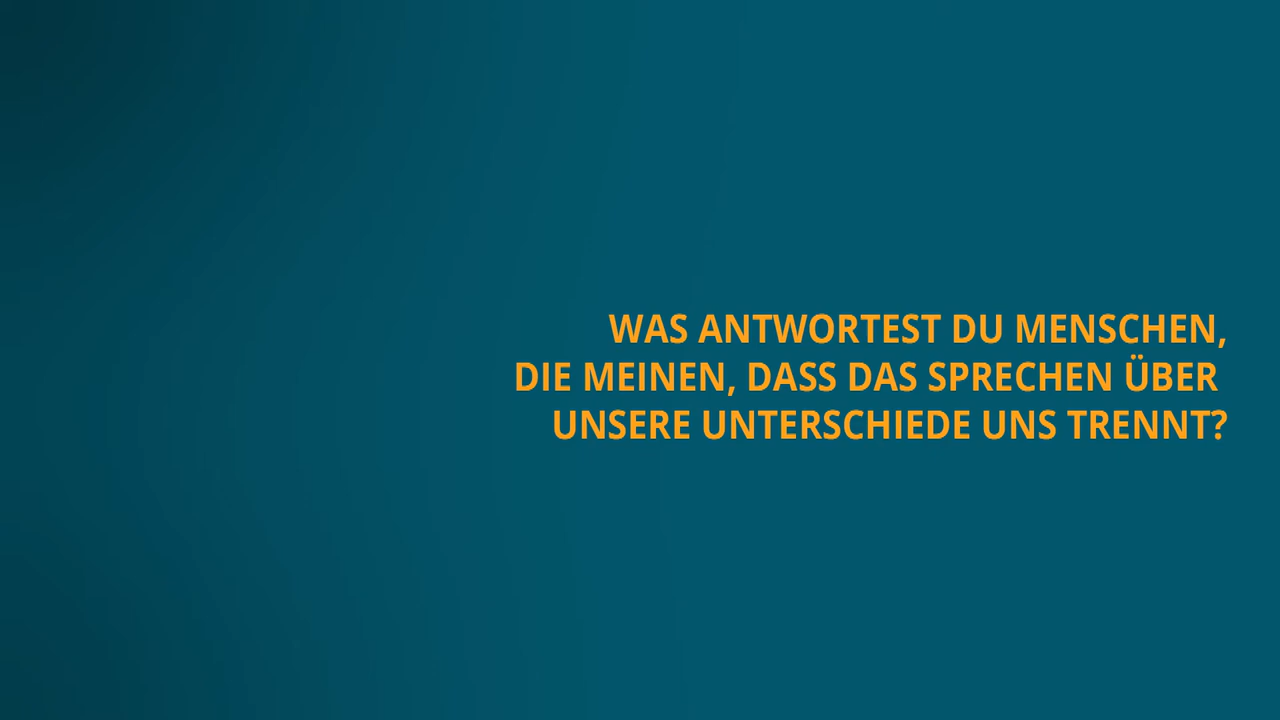 WAS ANTWORTEST DU MENSCHEN,
DIE MEINEN, DASS DAS SPRECHEN ÜBER
UNSERE UNTERSCHIEDE UNS TRENNT?